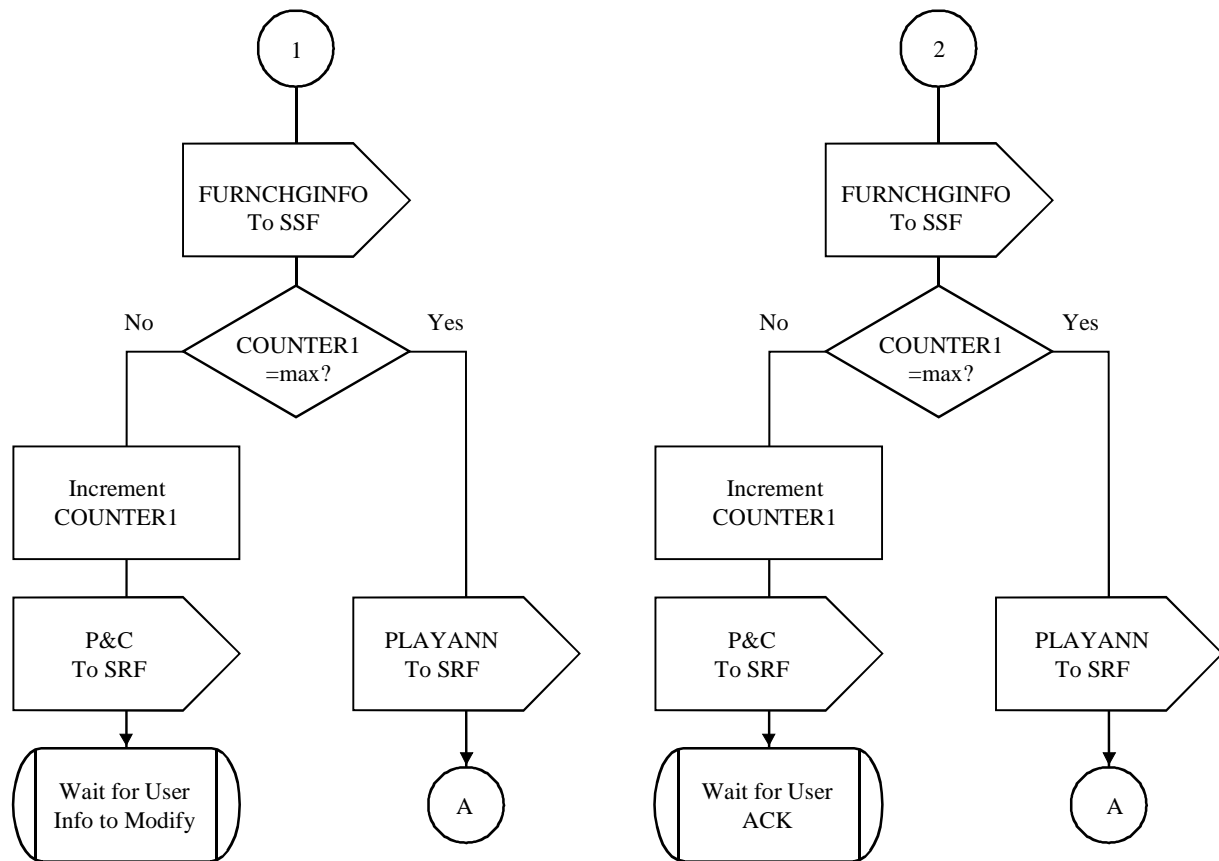 1
FURNCHGINFO
To SSF
No
Yes
COUNTER1
=max?
Increment
COUNTER1
P&C
To SRF
PLAYANN
To SRF
Wait for User
Info to Modify
A
2
FURNCHGINFO
To SSF
No
Yes
COUNTER1
=max?
Increment
COUNTER1
P&C
To SRF
PLAYANN
To SRF
Wait for User
ACK
A